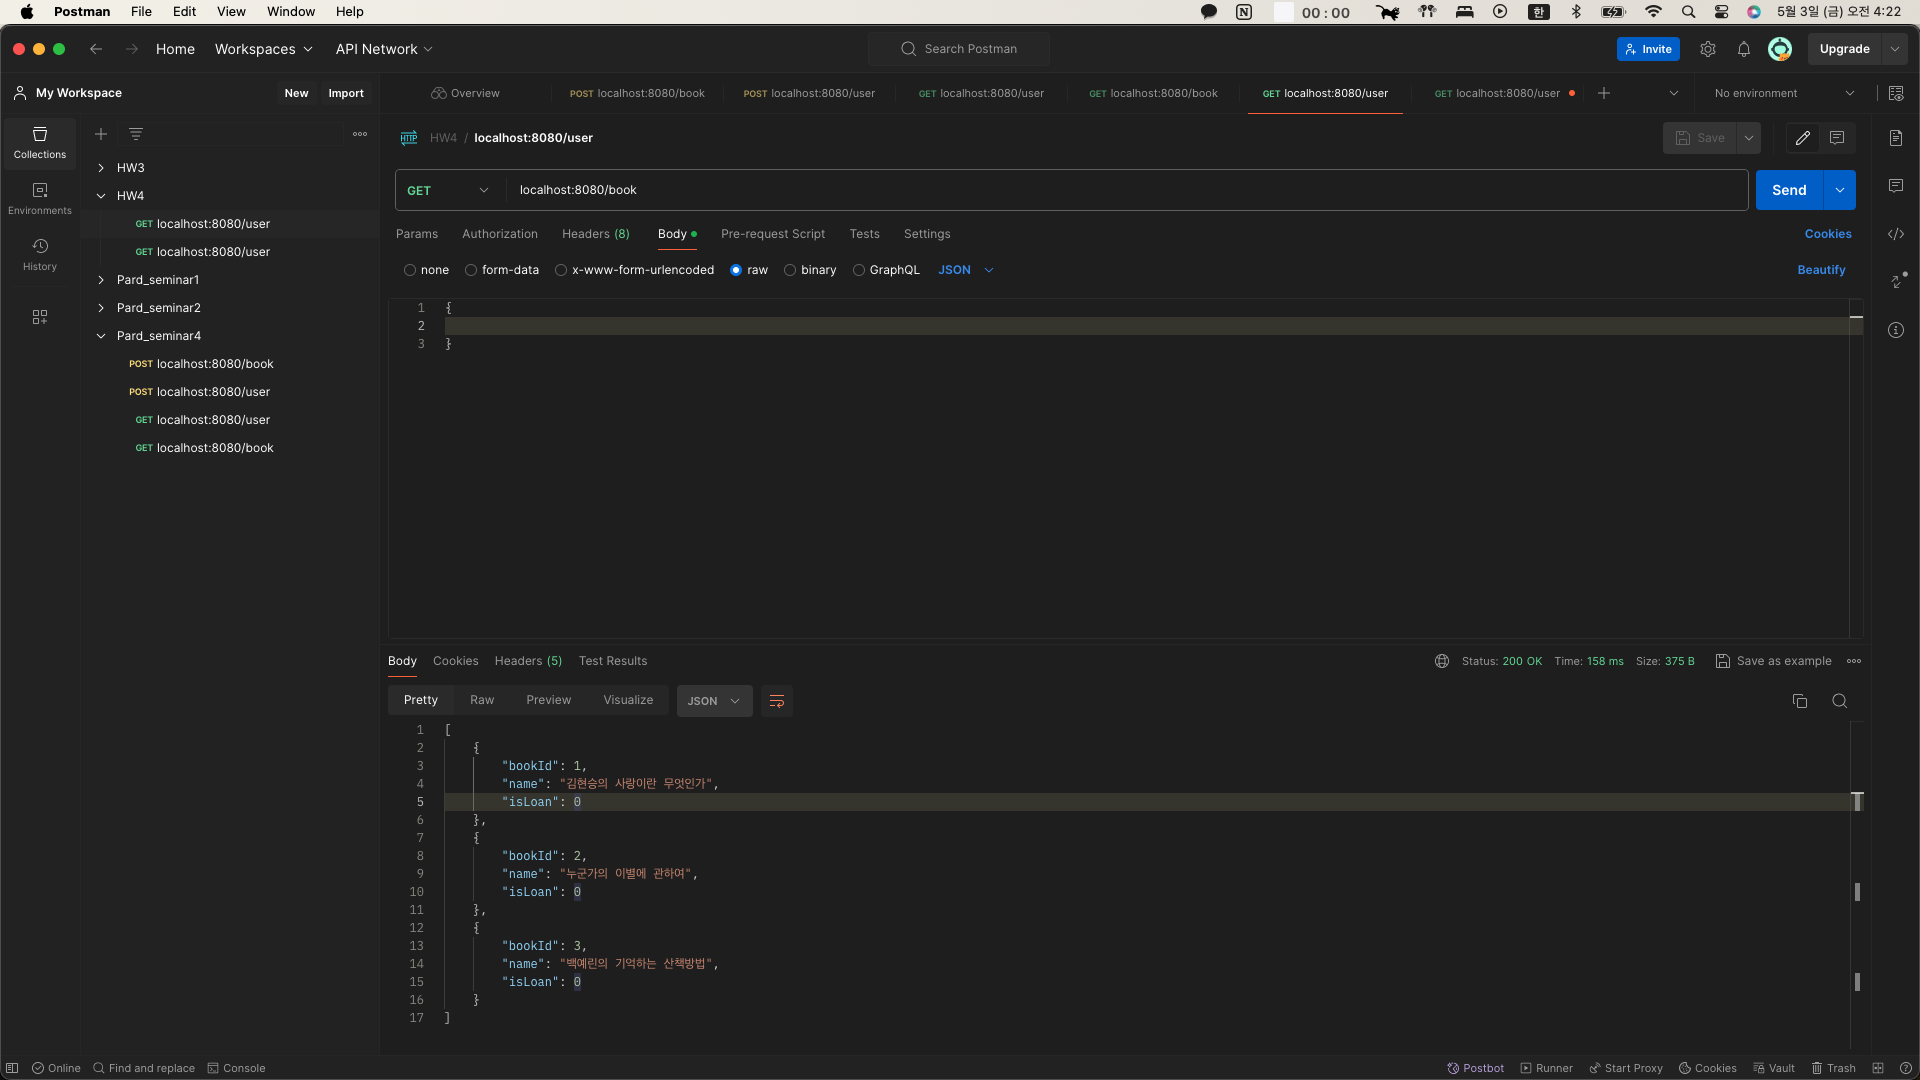 Postman File Edit View Window Help 00:00 한 5월 3일 (금) 오전 4:22
Home Workspaces API Network Search Postman Invite Upgrade
My Workspace New Import
Overview POST localhost:8080/book POST localhost:8080/user GET localhost:8080/user GET localhost:8080/book GET localhost:8080/user GET localhost:8080/user No environment
Collections
Environments
History
HW3
HW4
GET localhost:8080/user
GET localhost:8080/user
Pard_seminar1
Pard_seminar2
Pard_seminar4
POST localhost:8080/book
POST localhost:8080/user
GET localhost:8080/user
GET localhost:8080/book
HTTP HW4 / localhost:8080/user Save
GET localhost:8080/book Send
Params Authorization Headers (8) Body Pre-request Script Tests Settings Cookies
none form-data x-www-form-urlencoded raw binary GraphQL JSON Beautify
1 {
2
3 }
Body Cookies Headers (5) Test Results Status: 200 OK Time: 158 ms Size: 375 B Save as example
Pretty Raw Preview Visualize JSON
1 [
2 {
3 "bookId": 1,
4 "name": "김현승의 사랑이란 무엇인가",
5 "isLoan": 0
6 },
7 {
8 "bookId": 2,
9 "name": "누군가의 이별에 관하여",
10 "isLoan": 0
11 },
12 {
13 "bookId": 3,
14 "name": "백예린의 기억하는 산책방법",
15 "isLoan": 0
16 }
17 ]
Online Find and replace Console Postbot Runner Start Proxy Cookies Vault Trash